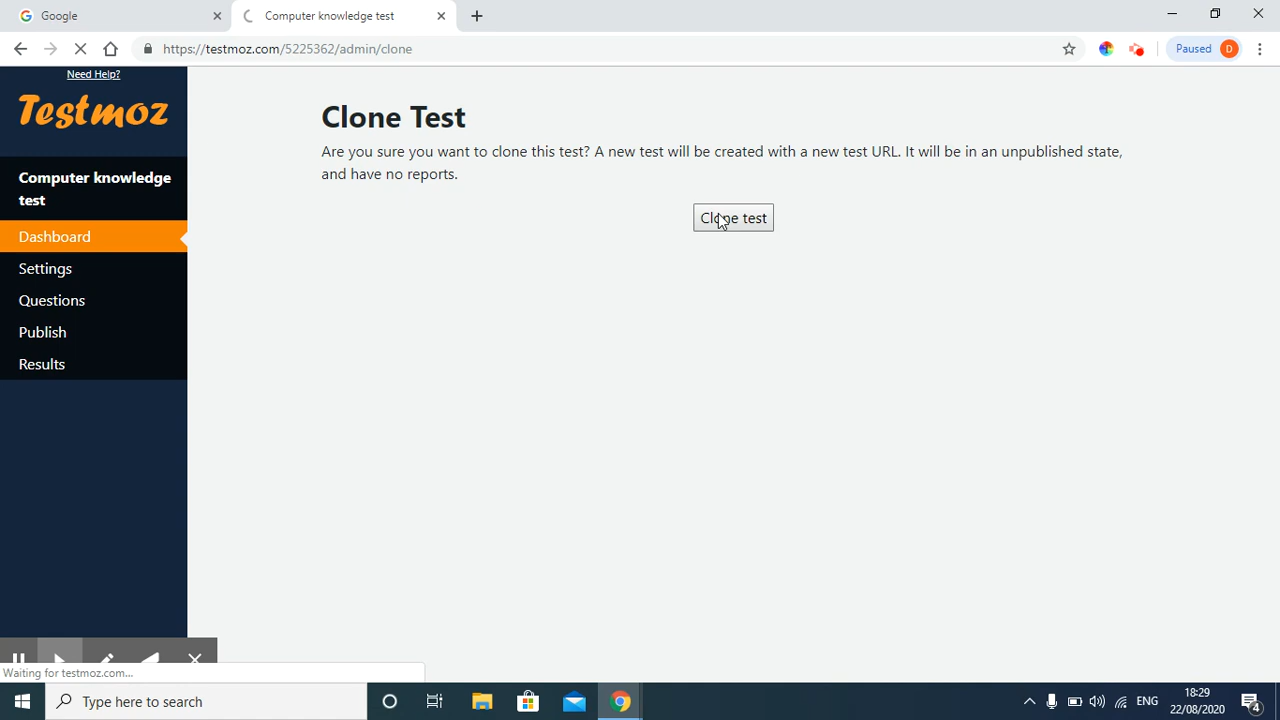 Google
Computer knowledge test
https://testmoz.com/5225362/admin/clone
Paused
D
Need Help?
Testmoz
Computer knowledge
test
Dashboard
Settings
Questions
Publish
Results
Clone Test
Are you sure you want to clone this test? A new test will be created with a new test URL. It will be in an unpublished state,
and have no reports.
Clone test
Waiting for testmoz.com...
Type here to search
ENG
18:29
22/08/2020
4